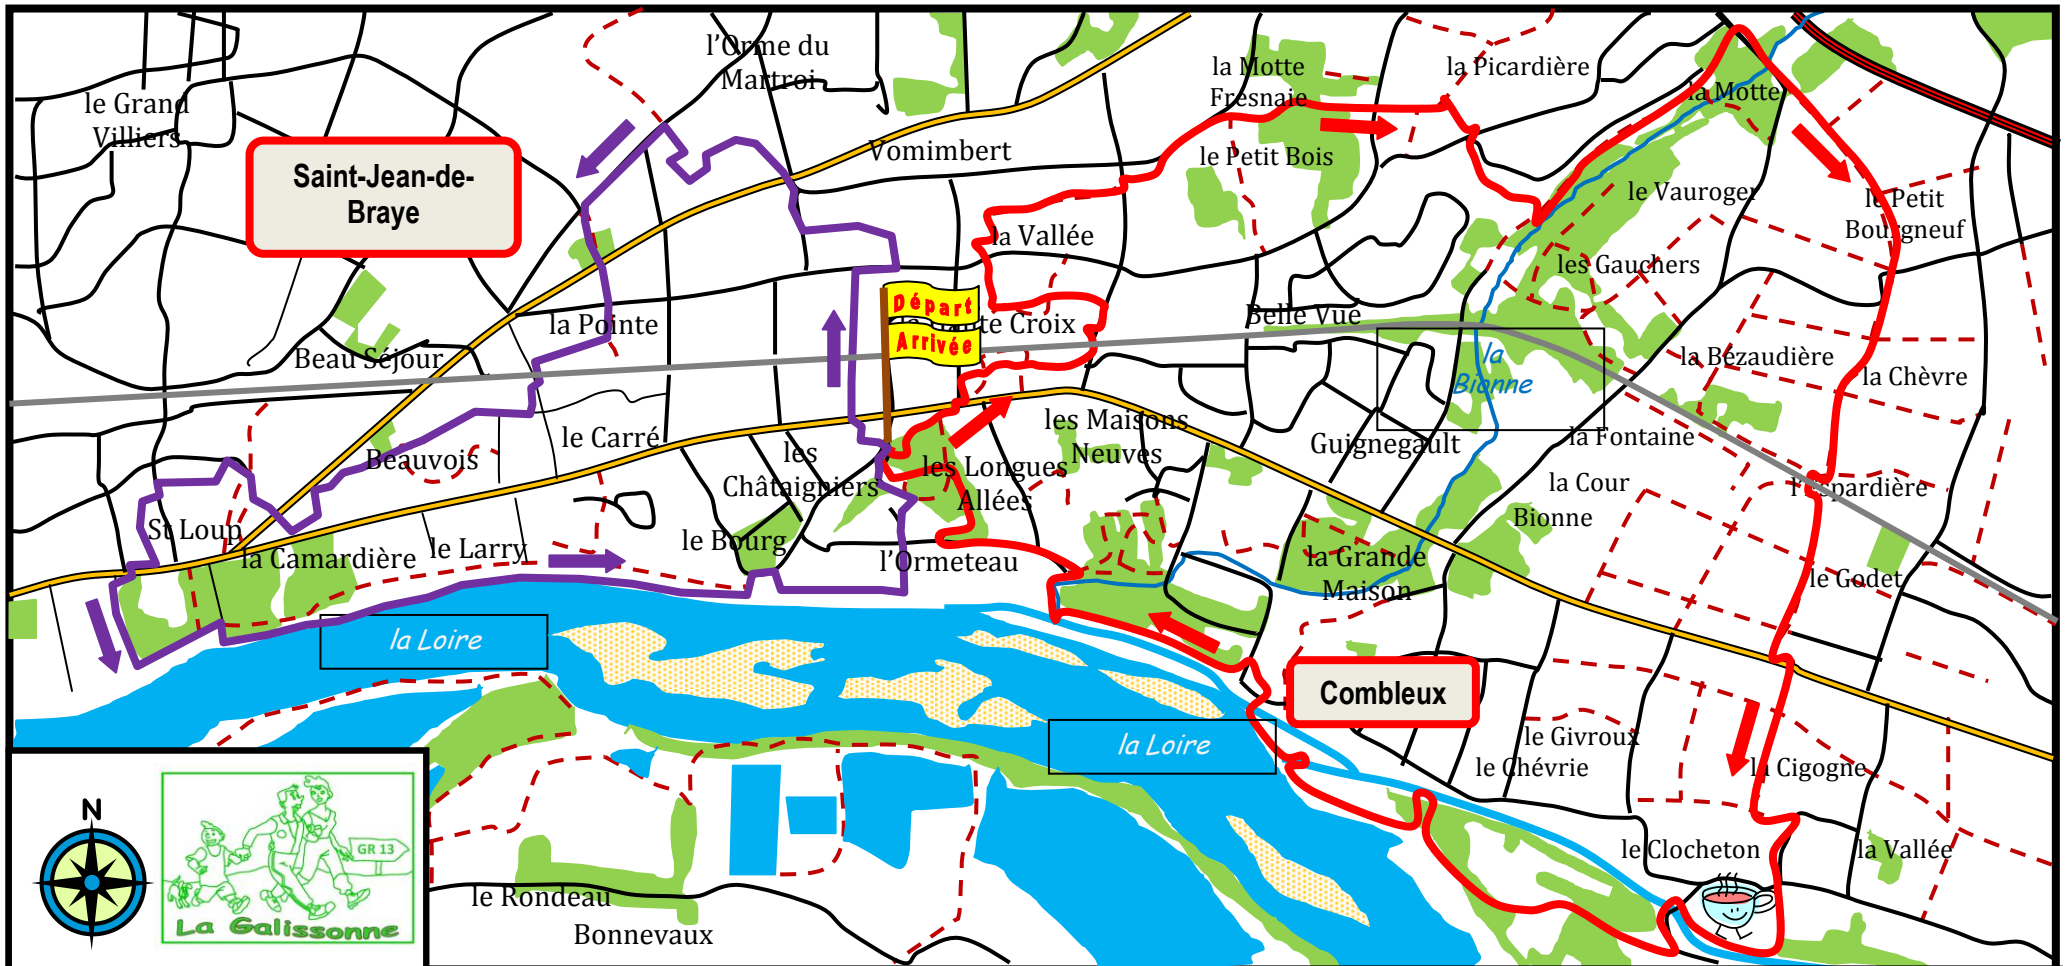 l'Orme du
Martroi
la Motte
Fresnaie
la Picardière
la Motte
le Grand
Villiers
Vomimbert
le Petit Bois
Saint-Jean-de-
Braye
le Vauroger
le Petit
Bourgneuf
la Vallée
les Gauchers
Départ
Arrivée
la Haute Croix
Belle Vue
la Pointe
Beau Séjour
la
Bionne
la Bézaudière
la Chèvre
les Maisons
Neuves
le Carré
Beauvois
Guignegault
la Fontaine
les
Châtaigniers
les Longues
Allées
la Cour
Bionne
St Loup
la Camardière
le Larry
le Bourg
l'Ormeteau
la Grande
Maison
le Godet
la Loire
Combleux
la Loire
le Givroux
le Chévrie
la Cigogne
le Clocheton
la Vallée
N
GR 13
La Galissonne
le Rondeau
Bonnevaux